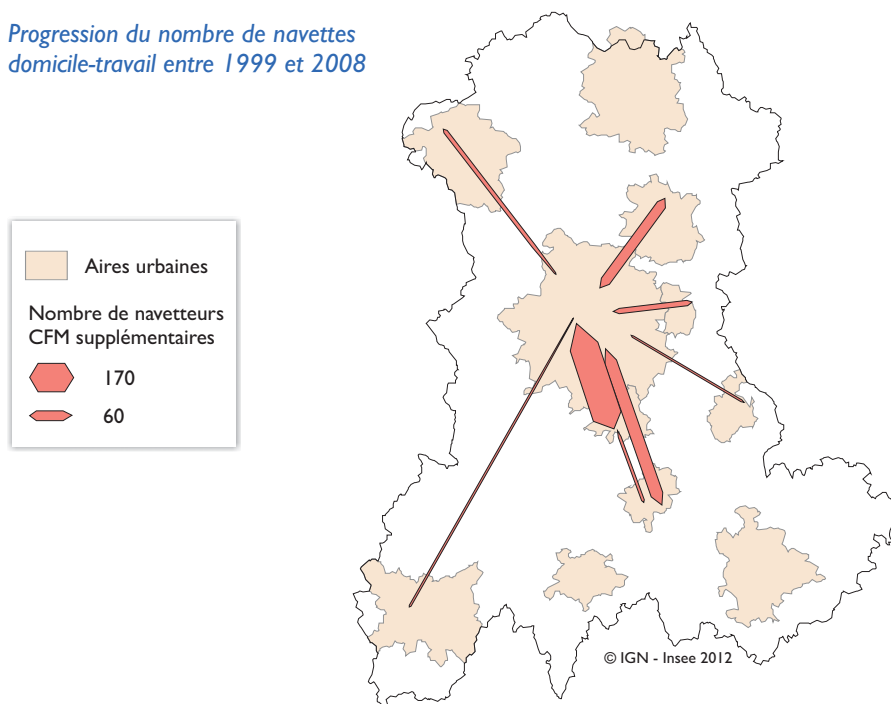 Progression du nombre de navettes
domicile-travail entre 1999 et 2008
Aires urbaines
Nombre de navetteurs
CFM supplémentaires
170
60
© IGN - Insee 2012